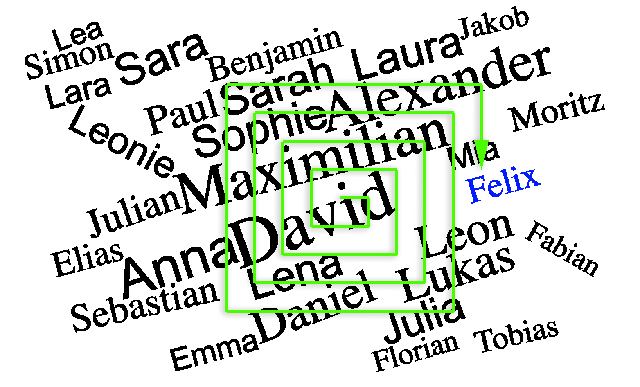 Lea
Jakob
Simon
Sara
Benjamin
Laura
Lara
Sarah
Alexander
Paul
Sophie
Moritz
Leonie
Maximilian
Mia
Felix
Julian
David
Elias
Anna
Leon
Fabian
Lena
Lukas
Sebastian
Daniel
Julia
Emma
Florian
Tobias